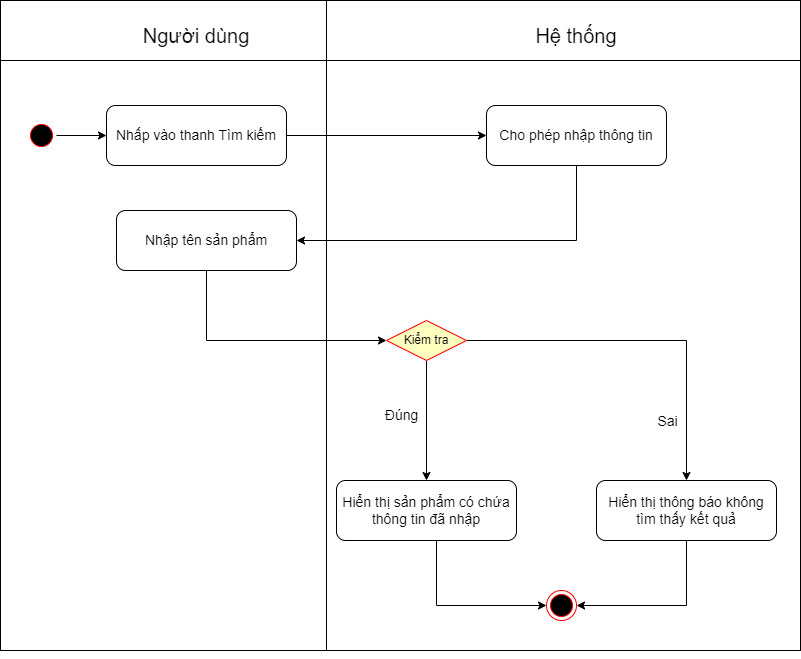 Người dùng
Hệ thống
Nhấp vào thanh Tìm kiếm
Cho phép nhập thông tin
Nhập tên sản phẩm
Kiểm tra
Đúng
Sai
Hiển thị sản phẩm có chứa
thông tin đã nhập
Hiển thị thông báo không
tìm thấy kết quả